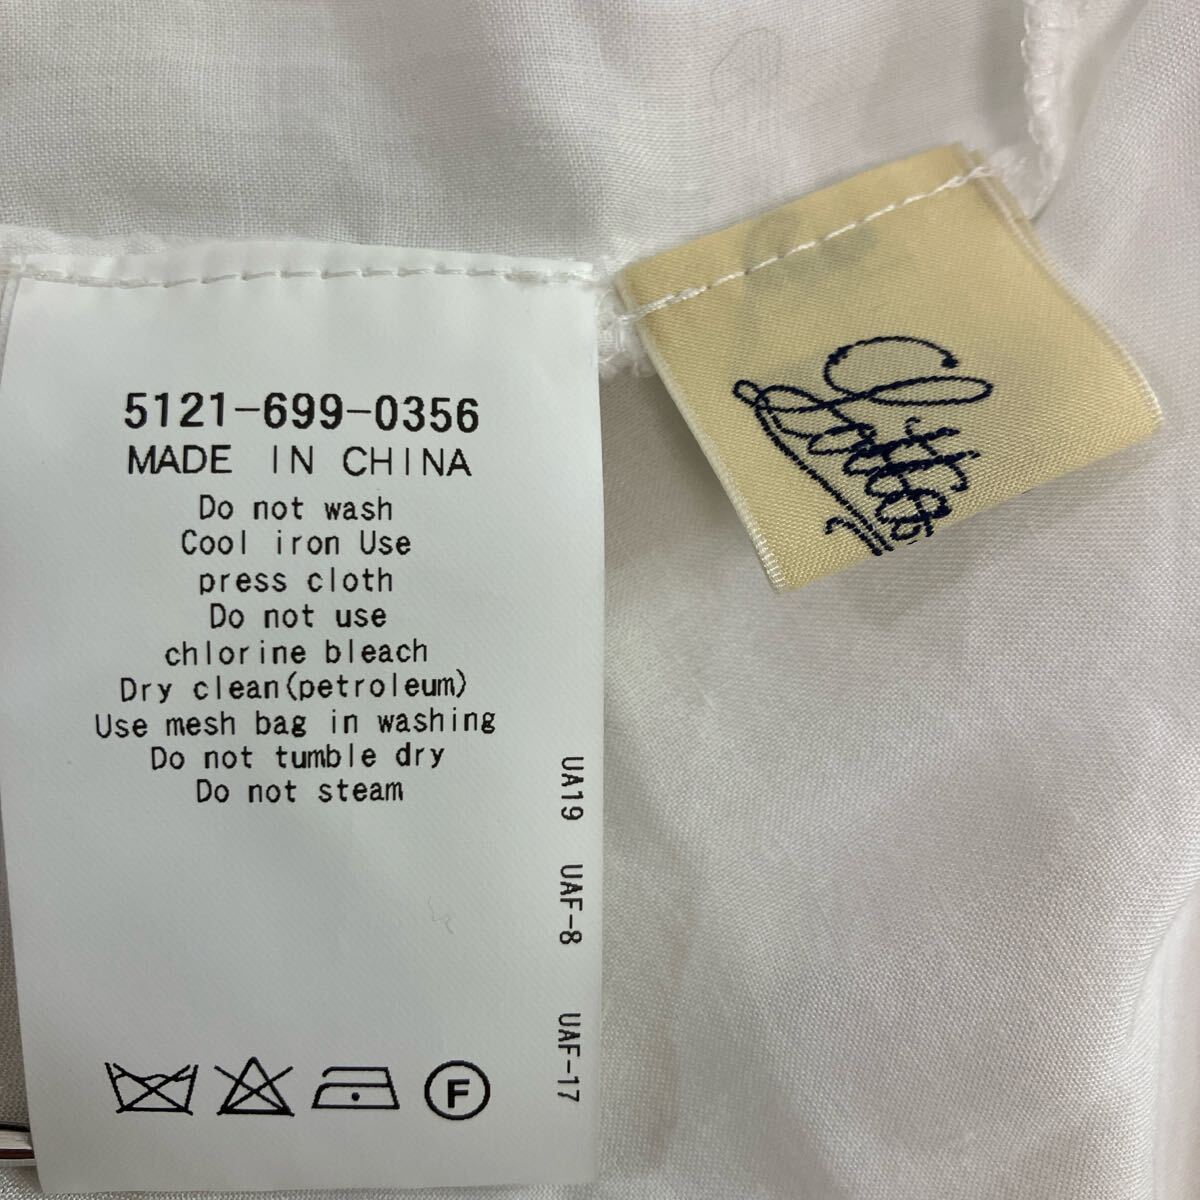 5121-699-0356
MADE IN CHINA
Do not wash
Cool iron Use
press cloth
Do not use
chlorine bleach
Dry clean(petroleum)
Use mesh bag in washing
Do not tumble dry
Do not steam
UA19 UAF-8 UAF-17
F